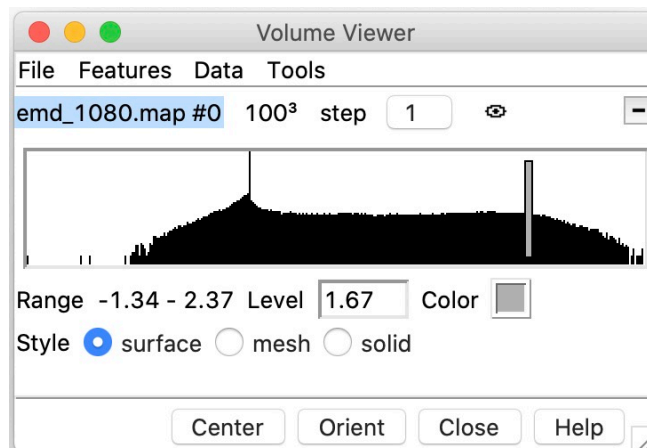 Volume Viewer
File Features Data Tools
emd_1080.map #0 100³ step 1
Range -1.34 - 2.37 Level 1.67 Color
Style surface mesh solid
Center Orient Close Help